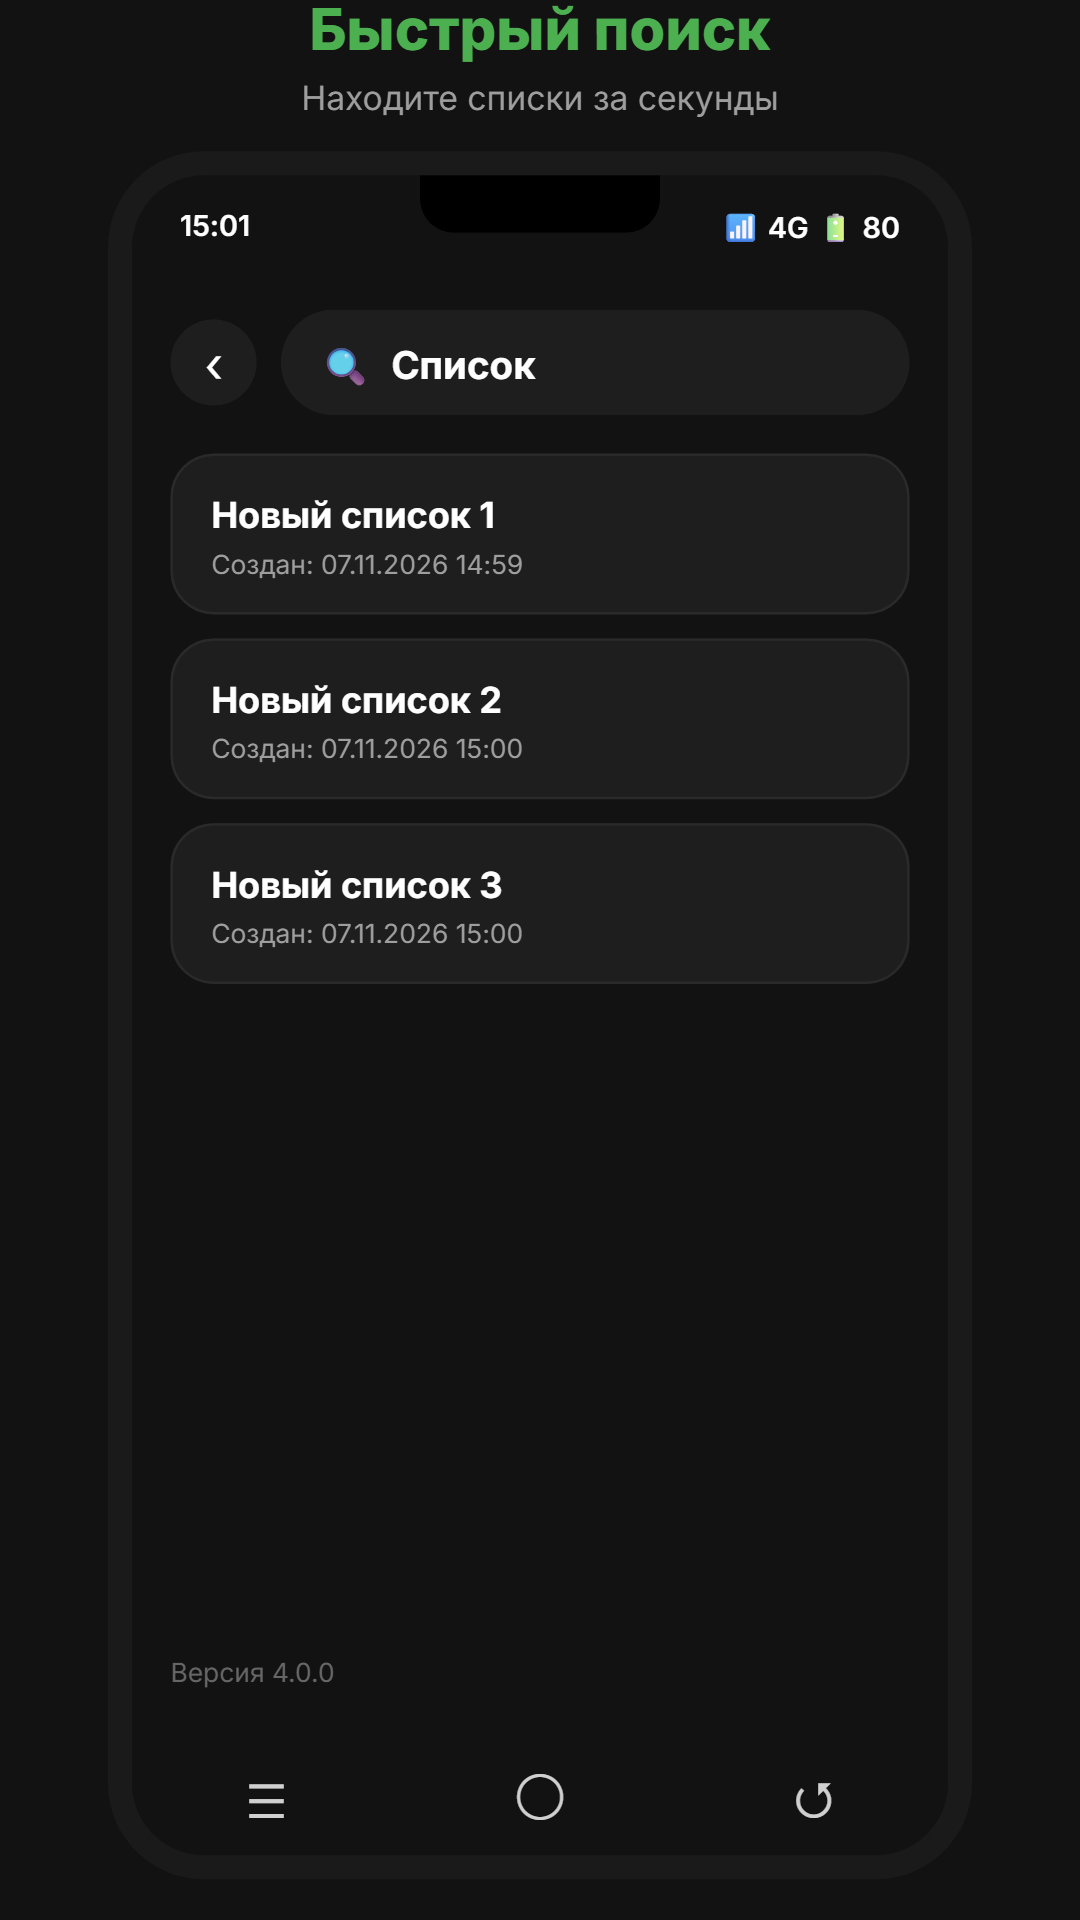 Быстрый поиск
Находите списки за секунды
15:01
4G 80
Список
Новый список 1
Создан: 07.11.2026 14:59
Новый список 2
Создан: 07.11.2026 15:00
Новый список 3
Создан: 07.11.2026 15:00
Версия 4.0.0